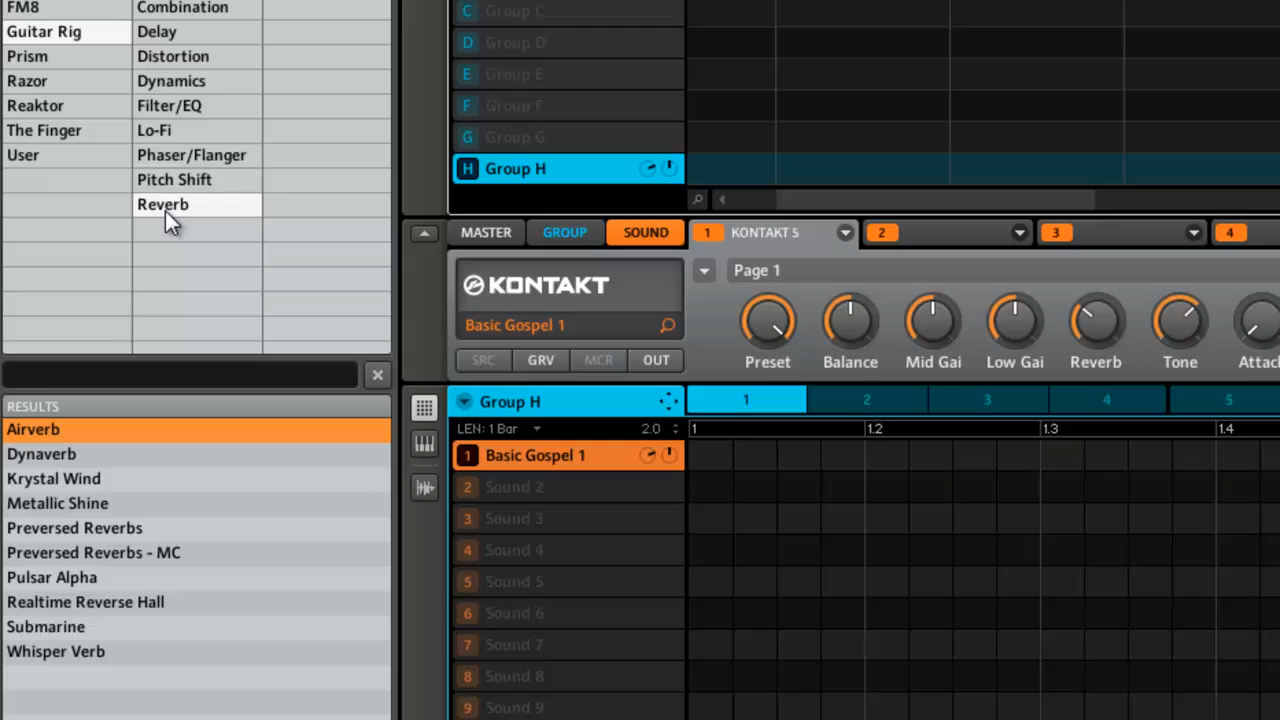 FM8
Guitar Rig
Prism
Razor
Reaktor
The Finger
User
Combination
Delay
Distortion
Dynamics
Filter/EQ
Lo-Fi
Phaser/Flanger
Pitch Shift
Reverb
RESULTS
Airverb
Dynaverb
Krystal Wind
Metallic Shine
Preversed Reverbs
Preversed Reverbs - MC
Pulsar Alpha
Realtime Reverse Hall
Submarine
Whisper Verb
C Group C
D Group D
E Group E
F Group F
G Group G
H Group H
MASTER GROUP SOUND 1 KONTAKT 5 2 3 4
KONTAKT
Basic Gospel 1
SRC GRV MCR OUT
Page 1
Preset Balance Mid Gai Low Gai Reverb Tone Attac
Group H 1 2 3 4 5
LEN: 1 Bar 2.0 1 1.2 1.3 1.4
1 Basic Gospel 1
2 Sound 2
3 Sound 3
4 Sound 4
5 Sound 5
6 Sound 6
7 Sound 7
8 Sound 8
9 Sound 9